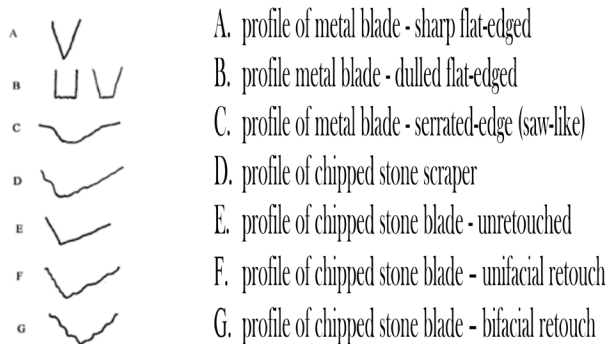 A A. profile of metal blade - sharp flat-edged
B B. profile metal blade - dulled flat-edged
C C. profile of metal blade - serrated-edge (saw-like)
D D. profile of chipped stone scraper
E E. profile of chipped stone blade - unretouched
F F. profile of chipped stone blade – unifacial retouch
G G. profile of chipped stone blade – bifacial retouch